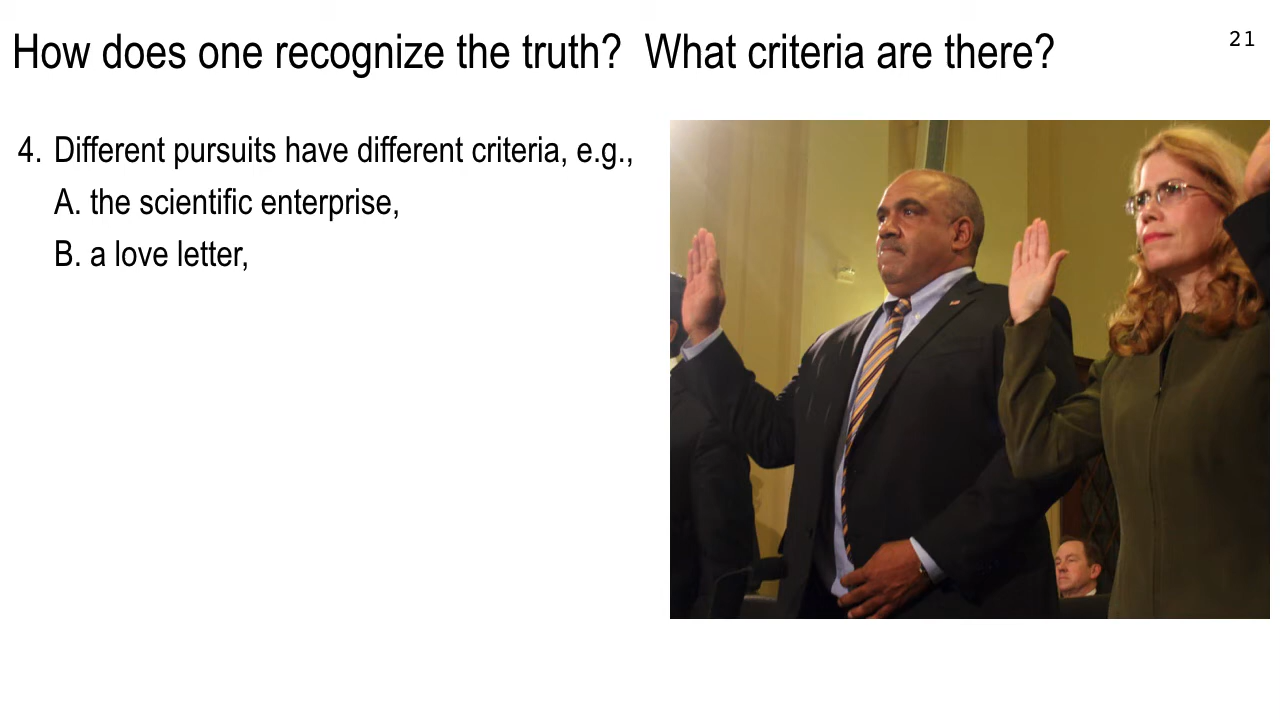 How does one recognize the truth?  What criteria are there?
21
4. Different pursuits have different criteria, e.g.,
A. the scientific enterprise,
B. a love letter,